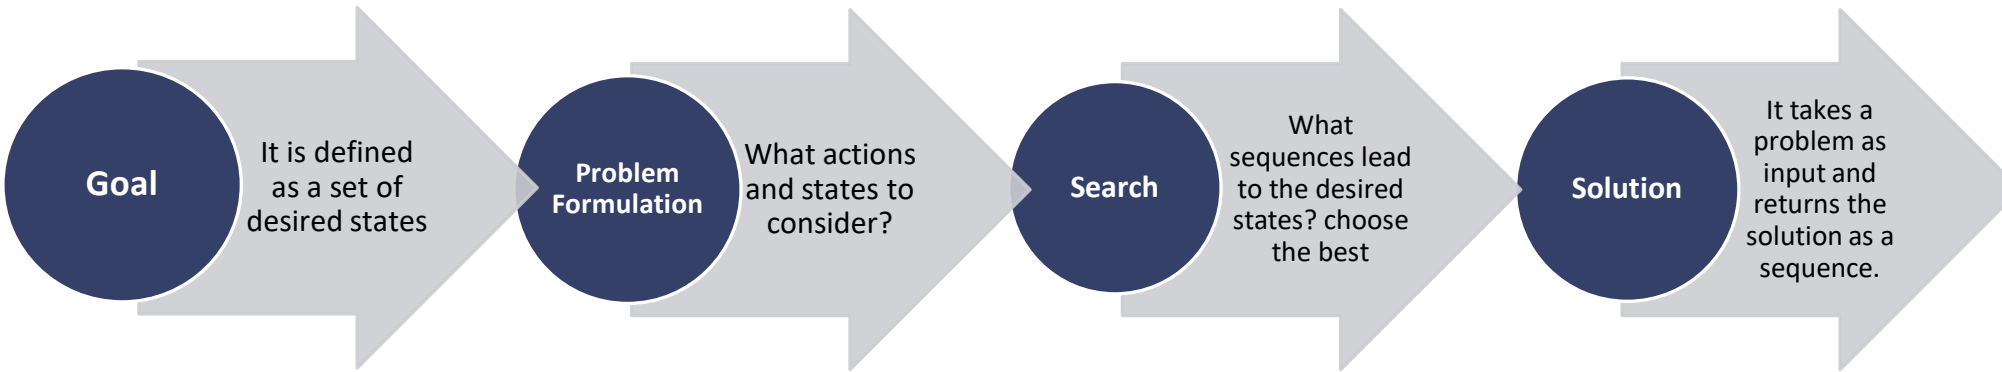 Goal
It is defined
as a set of
desired states
Problem
Formulation
What actions
and states to
consider?
Search
What
sequences lead
to the desired
states? choose
the best
Solution
It takes a
problem as
input and
returns the
solution as a
sequence.